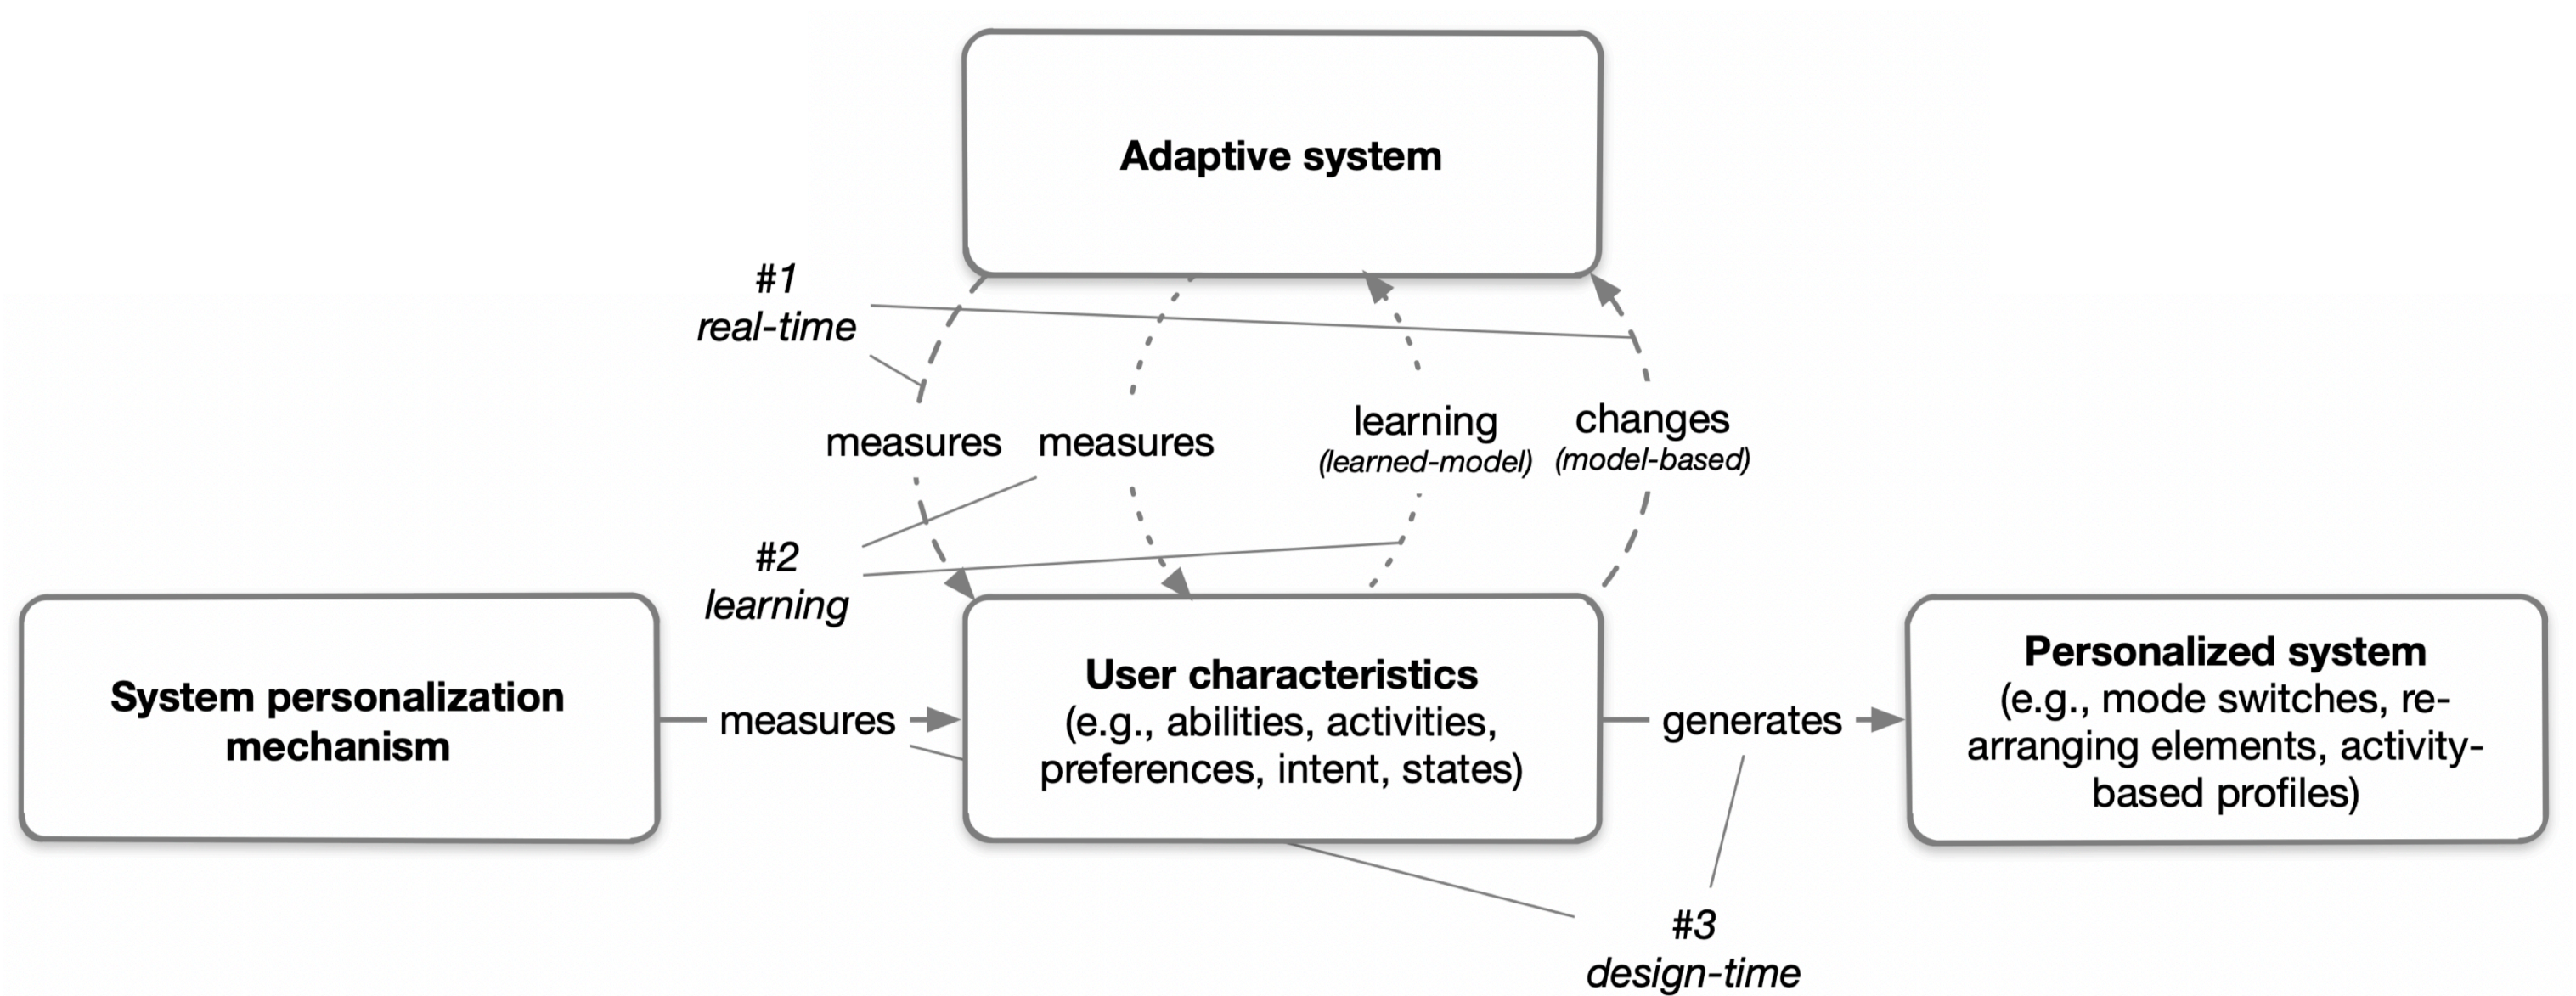 Adaptive system
#1
real-time
measures
measures
learning
(learned-model)
changes
(model-based)
#2
learning
System personalization
mechanism
measures
User characteristics
(e.g., abilities, activities,
preferences, intent, states)
generates
Personalized system
(e.g., mode switches, re-
arranging elements, activity-
based profiles)
#3
design-time